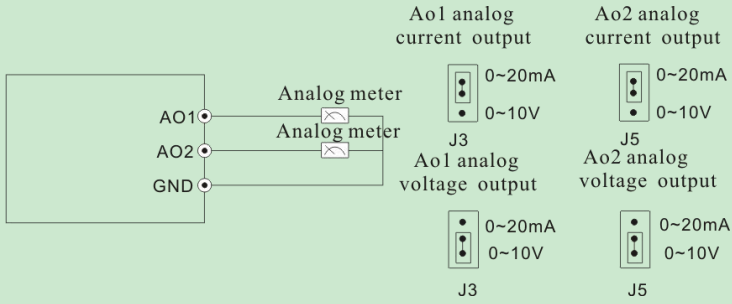 Ao1 analog
current output
Ao2 analog
current output
0~20mA
0~10V
J3
0~20mA
0~10V
J5
Analog meter
AO1
Analog meter
AO2
GND
Ao1 analog
voltage output
Ao2 analog
voltage output
0~20mA
0~10V
J3
0~20mA
0~10V
J5